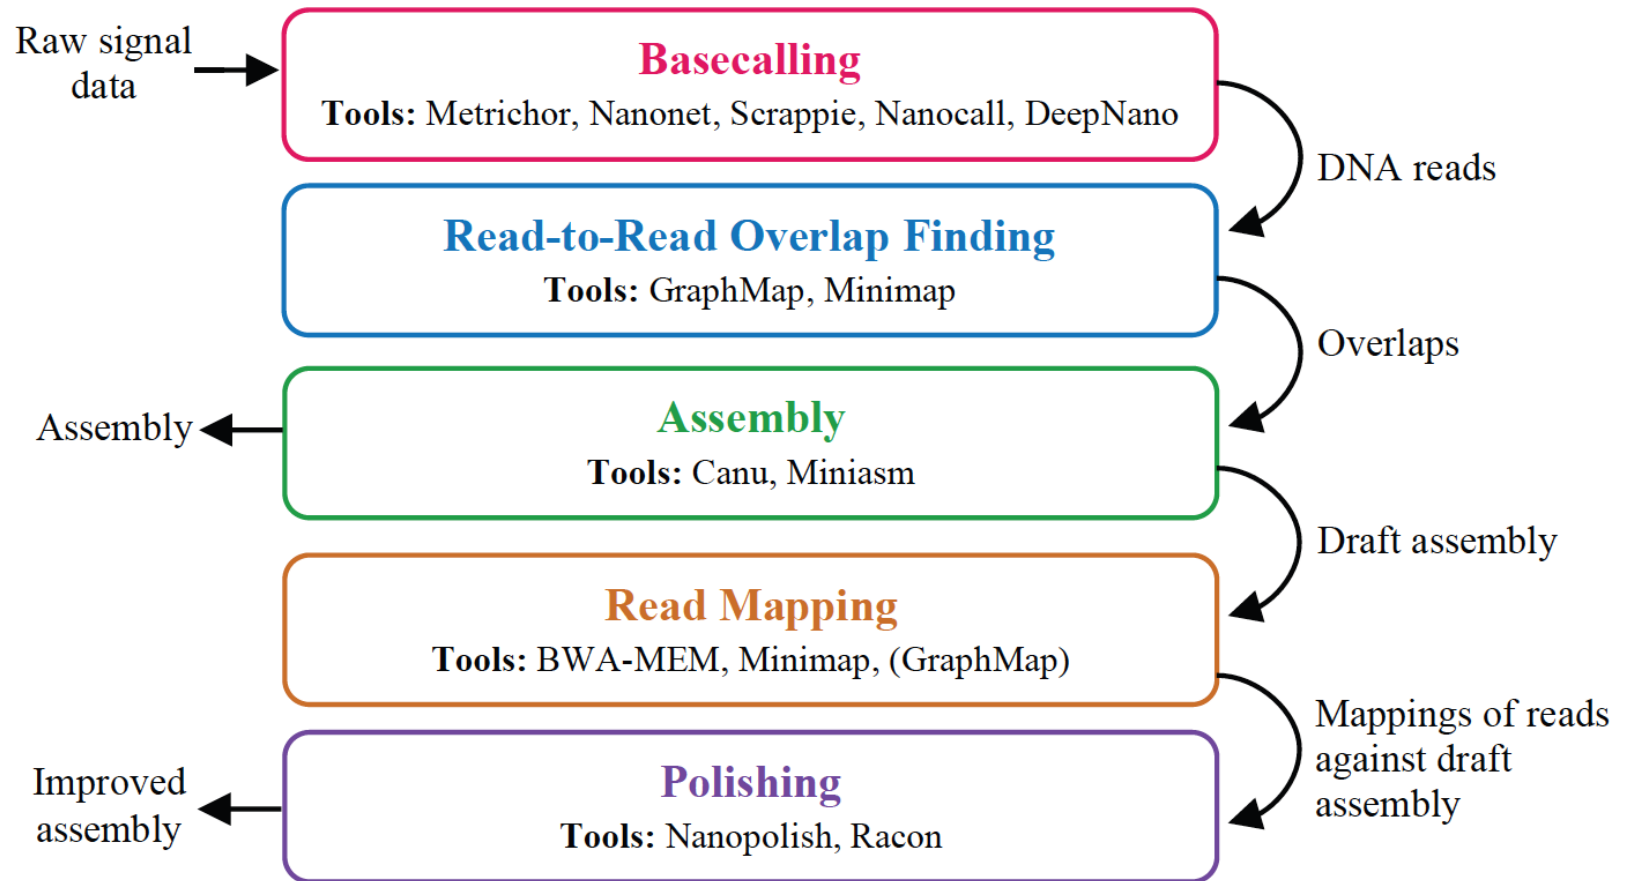 Raw signal
data
Basecalling
Tools: Metrichor, Nanonet, Scrappie, Nanocall, DeepNano
DNA reads
Read-to-Read Overlap Finding
Tools: GraphMap, Minimap
Overlaps
Assembly
Assembly
Tools: Canu, Miniasm
Draft assembly
Read Mapping
Tools: BWA-MEM, Minimap, (GraphMap)
Mappings of reads
against draft
assembly
Improved
assembly
Polishing
Tools: Nanopolish, Racon